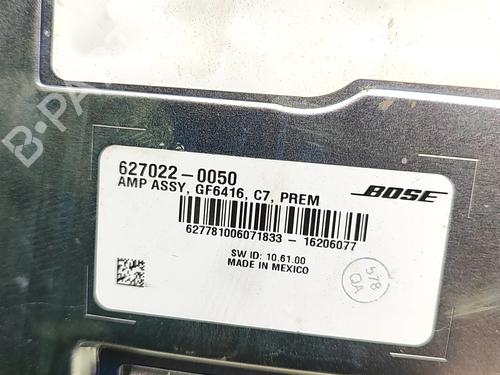 B-PARTS
627022-0050
AMP ASSY, GF6416, C7, PREM
BOSE
627781006071833 - 16206077
SW ID: 10.61.00
MADE IN MEXICO
578
QA